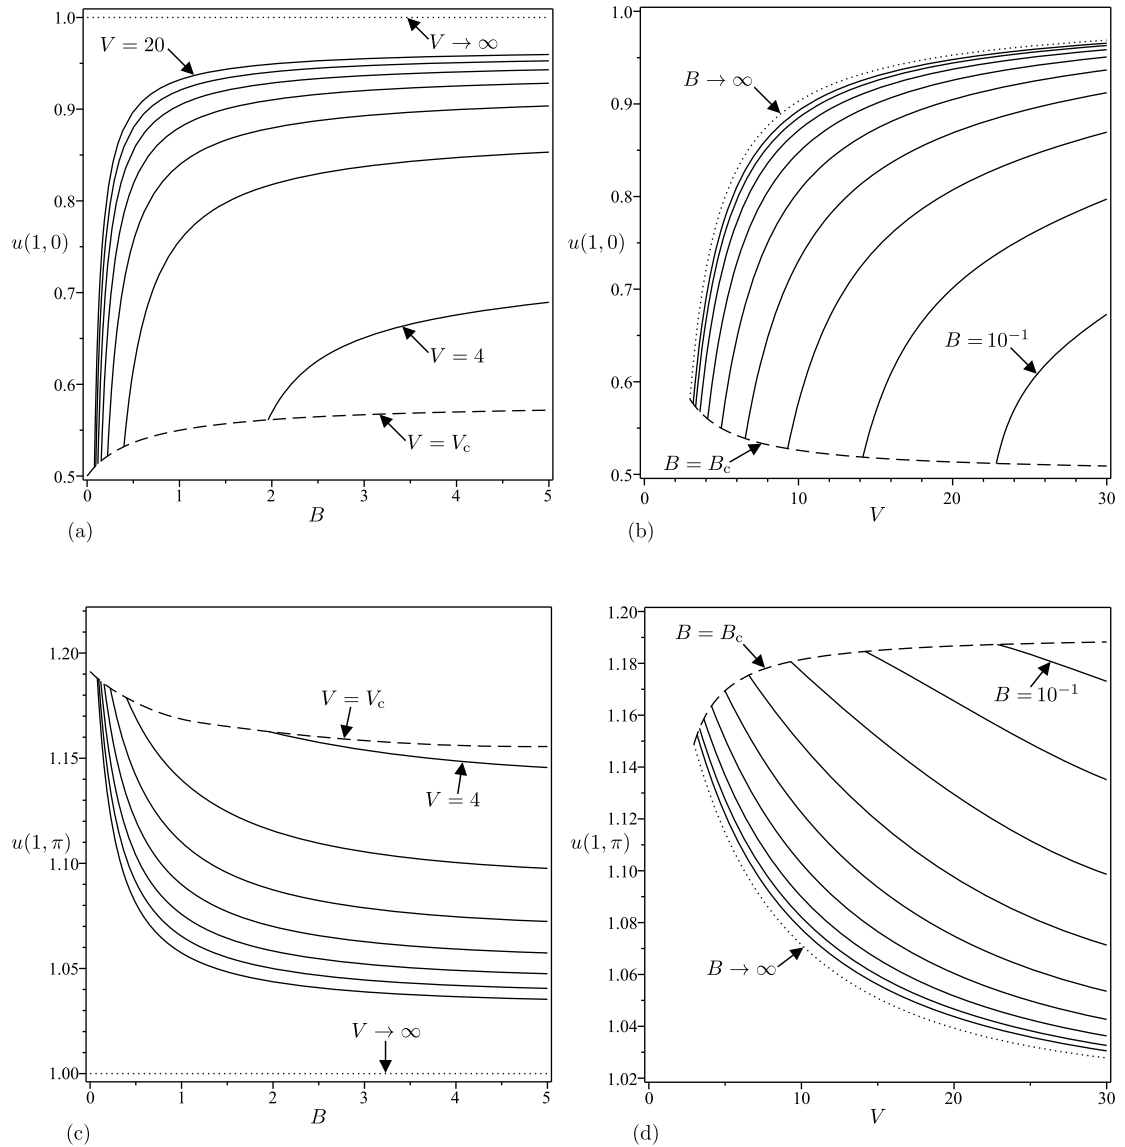 1.0
V = 20
V → ∞
0.9
0.8
u(1, 0)
0.7
V = 4
0.6
V = Vc
0.5
0 1 2 3 4 5
B
(a)
1.0
B → ∞
0.9
0.8
u(1, 0)
0.7
B = 10⁻¹
0.6
B = Bc
0.5
0 10 20 30
V
(b)
1.20
V = Vc
1.15
V = 4
u(1, π)
1.10
1.05
V → ∞
1.00
0 1 2 3 4 5
B
(c)
1.20
B = Bc
1.18
B = 10⁻¹
1.16
1.14
1.12
u(1, π)
1.10
1.08
B → ∞
1.06
1.04
1.02
0 10 20 30
V
(d)